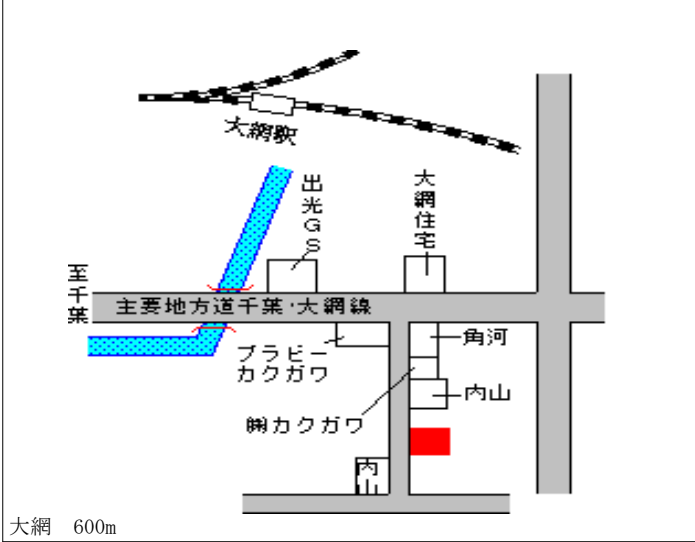 大網駅
出光GS
大網住宅
至千葉
主要地方道千葉・大網線
プラビー
カクガワ
角河
内山
㈱カクガワ
内山
大網　600m